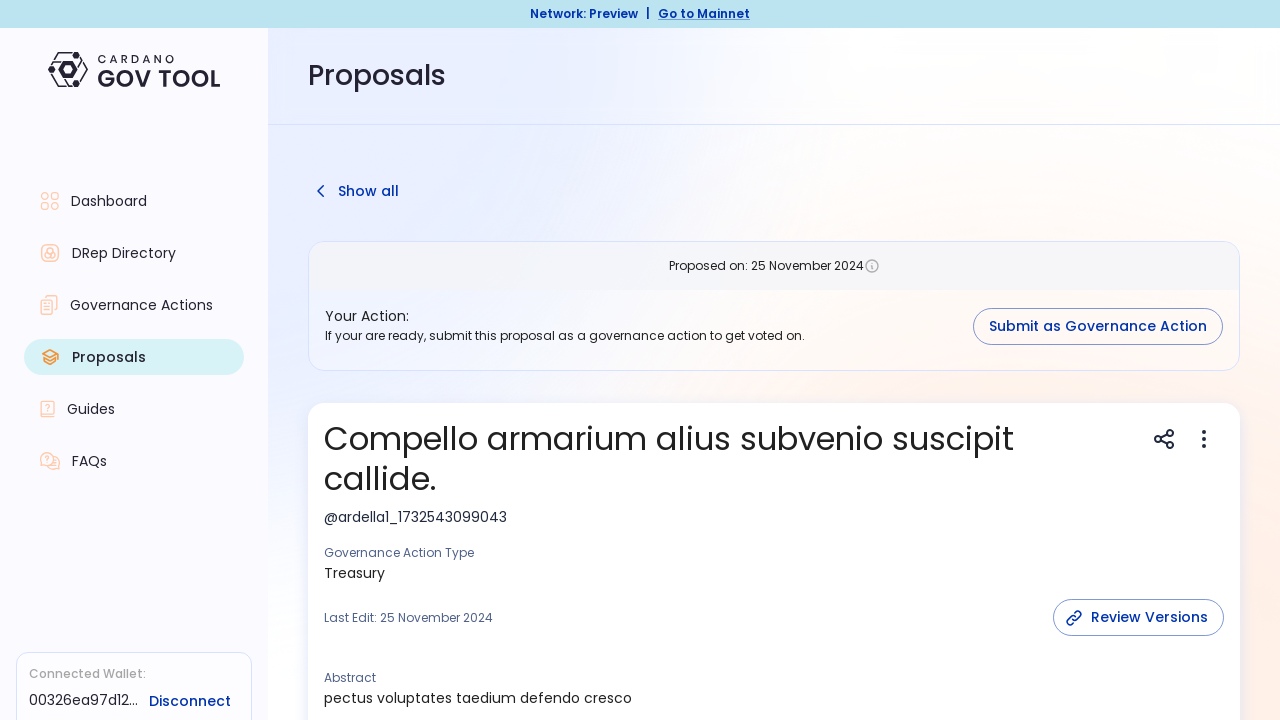 Network: Preview | Go to Mainnet
CARDANO
GOV TOOL
Proposals
Dashboard
DRep Directory
Governance Actions
Proposals
Guides
FAQs
Connected Wallet:
00326ea97d12... Disconnect
Show all
Proposed on: 25 November 2024
Your Action:
If your are ready, submit this proposal as a governance action to get voted on.
Submit as Governance Action
Compello armarium alius subvenio suscipit
callide.
@ardella1_1732543099043
Governance Action Type
Treasury
Last Edit: 25 November 2024
Review Versions
Abstract
pectus voluptates taedium defendo cresco